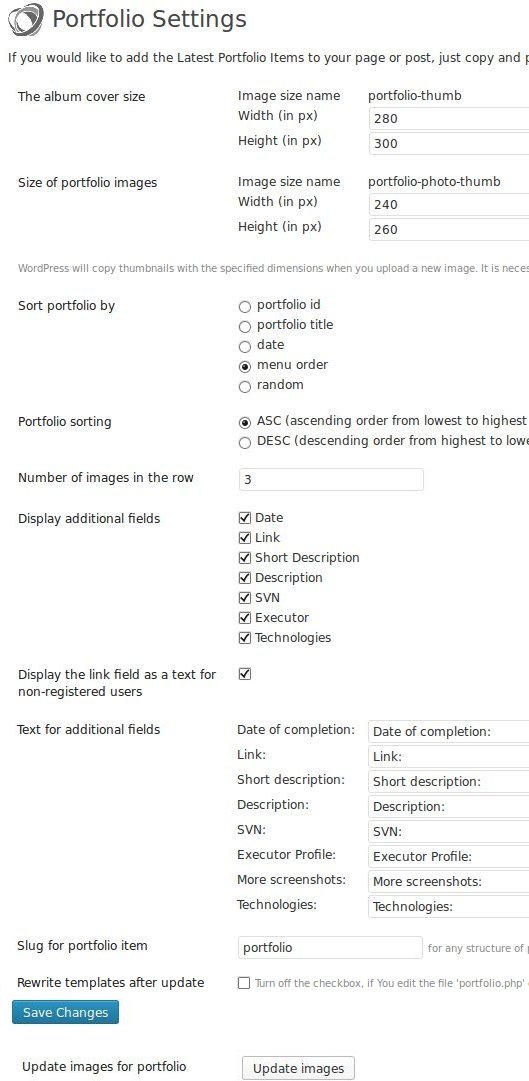 Portfolio Settings
If you would like to add the Latest Portfolio Items to your page or post, just copy and
The album cover size Image size name portfolio-thumb
Width (in px) 280
Height (in px) 300
Size of portfolio images Image size name portfolio-photo-thumb
Width (in px) 240
Height (in px) 260
WordPress will copy thumbnails with the specified dimensions when you upload a new image. It is
Sort portfolio by portfolio id
portfolio title
date
menu order
random
Portfolio sorting ASC (ascending order from lowest to highest
DESC (descending order from highest to
Number of images in the row 3
Display additional fields Date
Link
Short Description
Description
SVN
Executor
Technologies
Display the link field as a text for
non-registered users
Text for additional fields Date of completion: Date of completion:
Link: Link:
Short description: Short description:
Description: Description:
SVN: SVN:
Executor Profile: Executor Profile:
More screenshots: More screenshots:
Technologies: Technologies:
Slug for portfolio item portfolio for any structure of
Rewrite templates after update Turn off the checkbox, if You edit the file 'portfolio.php'
Save Changes
Update images for portfolio Update images